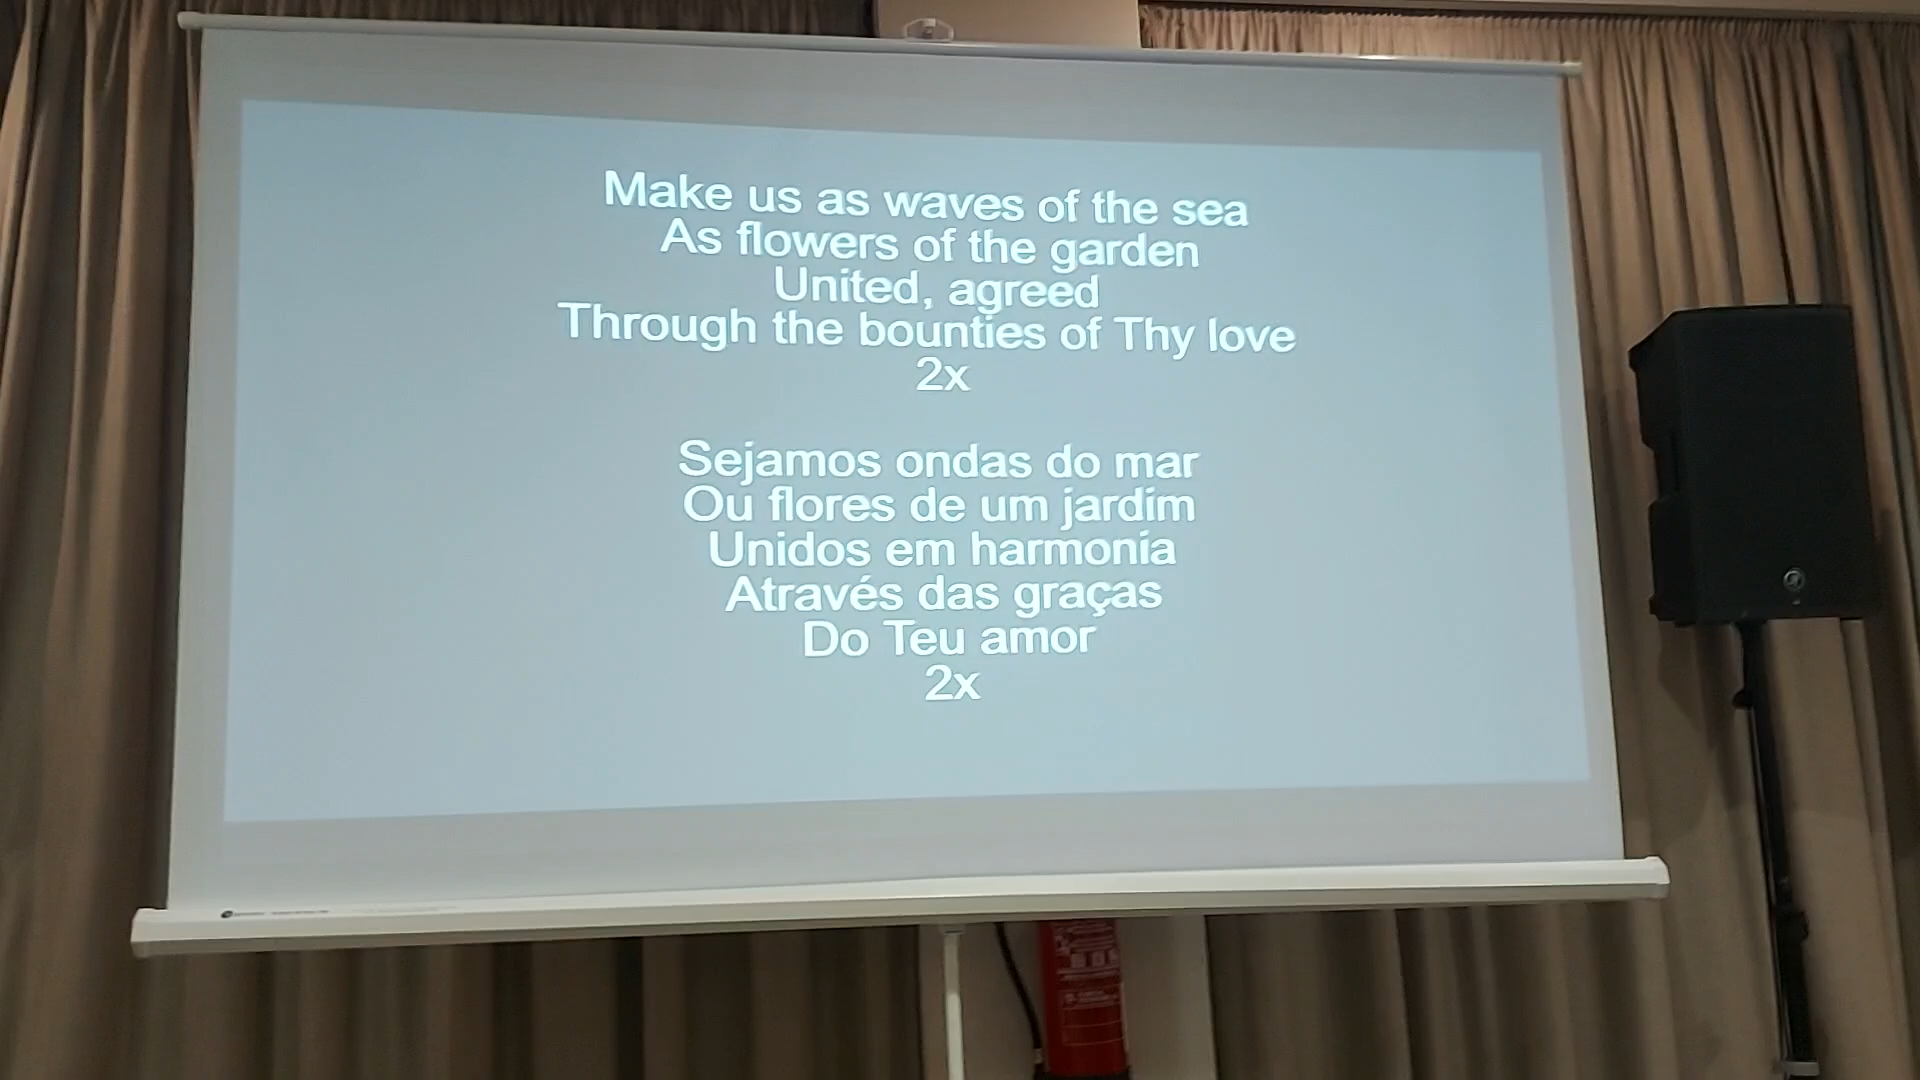 Make us as waves of the sea
As flowers of the garden
United, agreed
Through the bounties of Thy love
2x
Sejamos ondas do mar
Ou flores de um jardim
Unidos em harmonia
Através das graças
Do Teu amor
2x